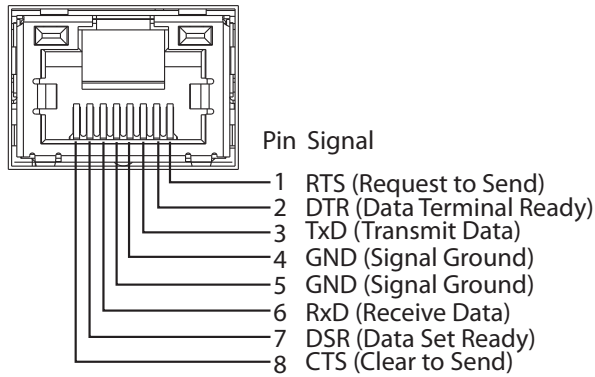 Pin Signal
1 RTS (Request to Send)
2 DTR (Data Terminal Ready)
3 TxD (Transmit Data)
4 GND (Signal Ground)
5 GND (Signal Ground)
6 RxD (Receive Data)
7 DSR (Data Set Ready)
8 CTS (Clear to Send)